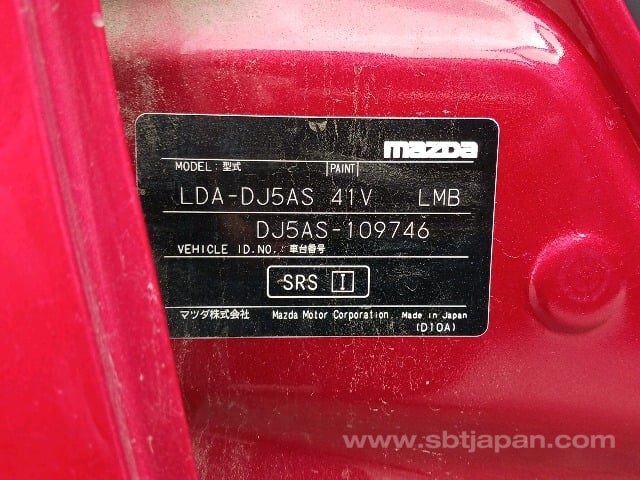 mazda
MODEL: 型式 PAINT
LDA-DJ5AS 41V LMB
DJ5AS-109746
VEHICLE ID.NO.: 車台番号
SRS I
マツダ株式会社 Mazda Motor Corporation Made in Japan
(D10A)
www.sbtjapan.com